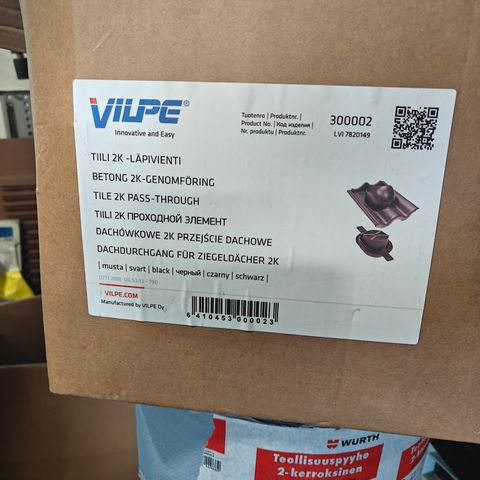 VILPE®
Innovative and Easy
Tuotenro | Produktnr. |
Product No. | Код изделия |
Nr. produktu | Produktnr.
300002
LVI 7820149
TIILI 2K -LÄPIVIENTI
BETONG 2K-GENOMFÖRING
TILE 2K PASS-THROUGH
TIILI 2K ПРОХОДНОЙ ЭЛЕМЕНТ
DACHÓWKOWE 2K PRZEJŚCIE DACHOWE
DACHDURCHGANG FÜR ZIEGELDÄCHER 2K
| musta | svart | black | черный | czarny | schwarz |
VILPE.COM
Manufactured by VILPE Oy
6 410453 000023
WÜRTH
Teollisuuspyyhe
2-kerroksinen